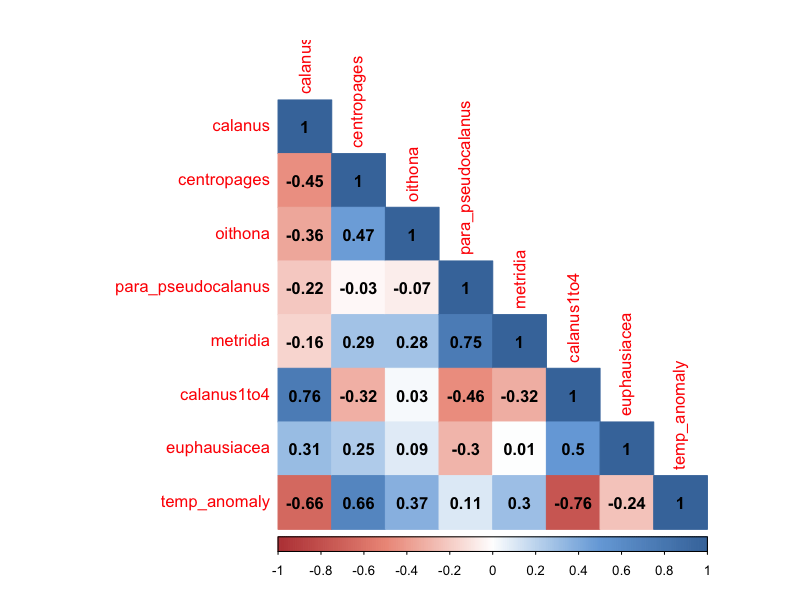 calanus
centropages
oithona
para_pseudocalanus
metridia
calanus1to4
euphausiacea
temp_anomaly
calanus 1
centropages -0.45 1
oithona -0.36 0.47 1
para_pseudocalanus -0.22 -0.03 -0.07 1
metridia -0.16 0.29 0.28 0.75 1
calanus1to4 0.76 -0.32 0.03 -0.46 -0.32 1
euphausiacea 0.31 0.25 0.09 -0.3 0.01 0.5 1
temp_anomaly -0.66 0.66 0.37 0.11 0.3 -0.76 -0.24 1
-1 -0.8 -0.6 -0.4 -0.2 0 0.2 0.4 0.6 0.8 1